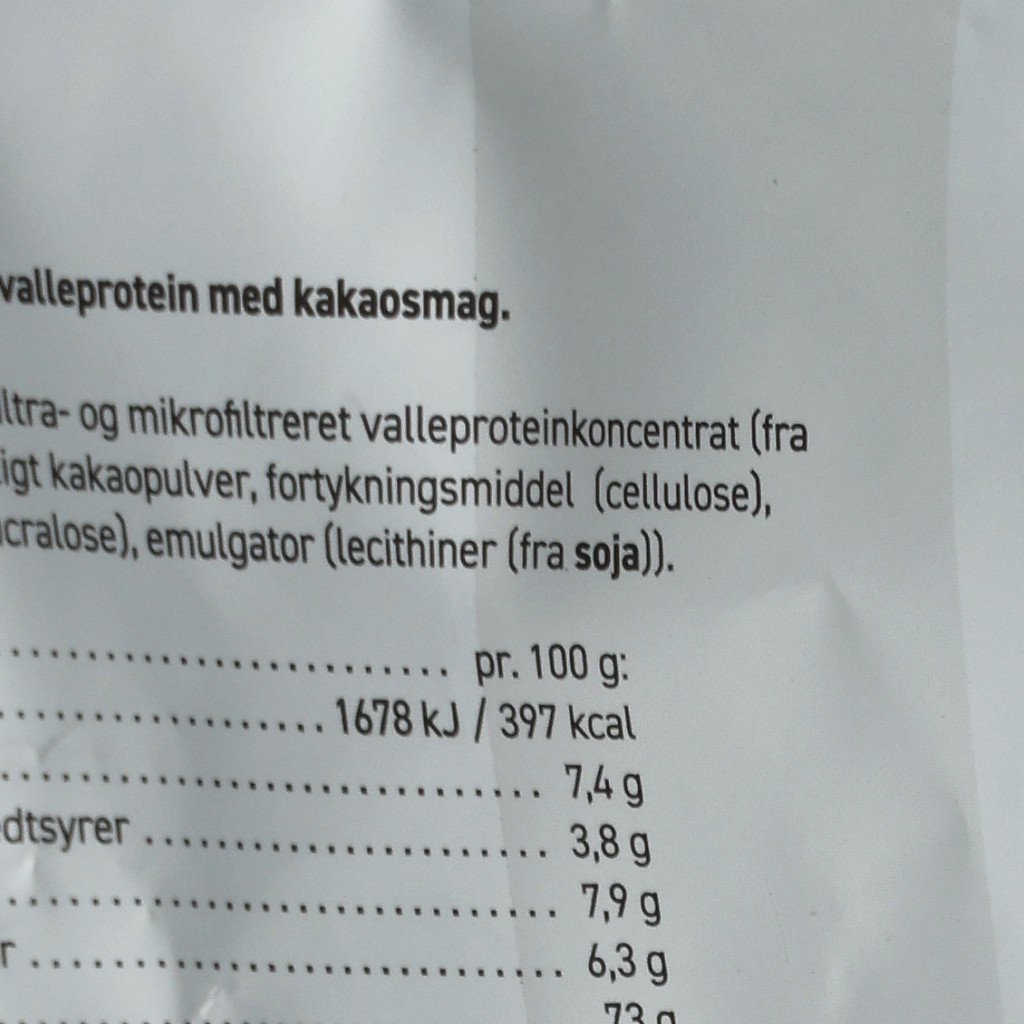 valleprotein med kakaosmag.
ltra- og mikrofiltreret valleproteinkoncentrat (fra
igt kakaopulver, fortykningsmiddel (cellulose),
cralose), emulgator (lecithiner (fra soja)).
........................ pr. 100 g:
.................. 1678 kJ / 397 kcal
............................. 7,4 g
dtsyrer ..................... 3,8 g
............................. 7,9 g
r ............................ 6,3 g
73 g